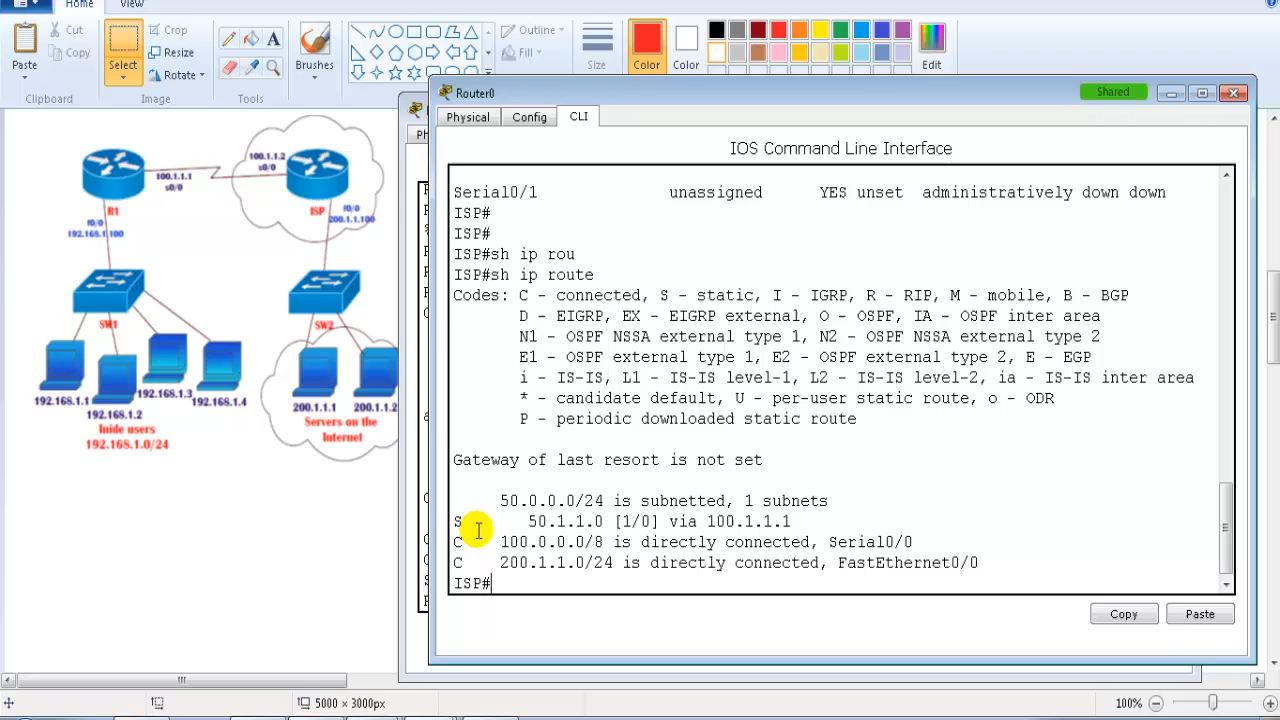 Home
View
Paste
Cut
Copy
Clipboard
Select
Crop
Resize
Rotate
Image
Tools
Brushes
Outline
Fill
Size
Color
Color
Edit
Router0
Shared
Physical
Config
CLI
IOS Command Line Interface
Serial0/1 unassigned YES unset administratively down down
ISP#
ISP#
ISP#sh ip rou
ISP#sh ip route
Codes: C - connected, S - static, I - IGRP, R - RIP, M - mobile, B - BGP
D - EIGRP, EX - EIGRP external, O - OSPF, IA - OSPF inter area
N1 - OSPF NSSA external type 1, N2 - OSPF NSSA external type 2
E1 - OSPF external type 1, E2 - OSPF external type 2, E - EGP
i - IS-IS, L1 - IS-IS level-1, L2 - IS-IS level-2, ia - IS-IS inter area
* - candidate default, U - per-user static route, o - ODR
P - periodic downloaded static route
Gateway of last resort is not set
50.0.0.0/24 is subnetted, 1 subnets
S 50.1.1.0 [1/0] via 100.1.1.1
C 100.0.0.0/8 is directly connected, Serial0/0
C 200.1.1.0/24 is directly connected, FastEthernet0/0
ISP#
Copy
Paste
100.1.1.2
s0/0
100.1.1.1
s0/0
R1
ISP
f0/0
192.168.1.100
f0/0
200.1.1.100
SW1
SW2
192.168.1.1
192.168.1.2
192.168.1.3
192.168.1.4
Inide users
192.168.1.0/24
200.1.1.1
200.1.1.2
Servers on the
Internet
5000 × 3000px
100%